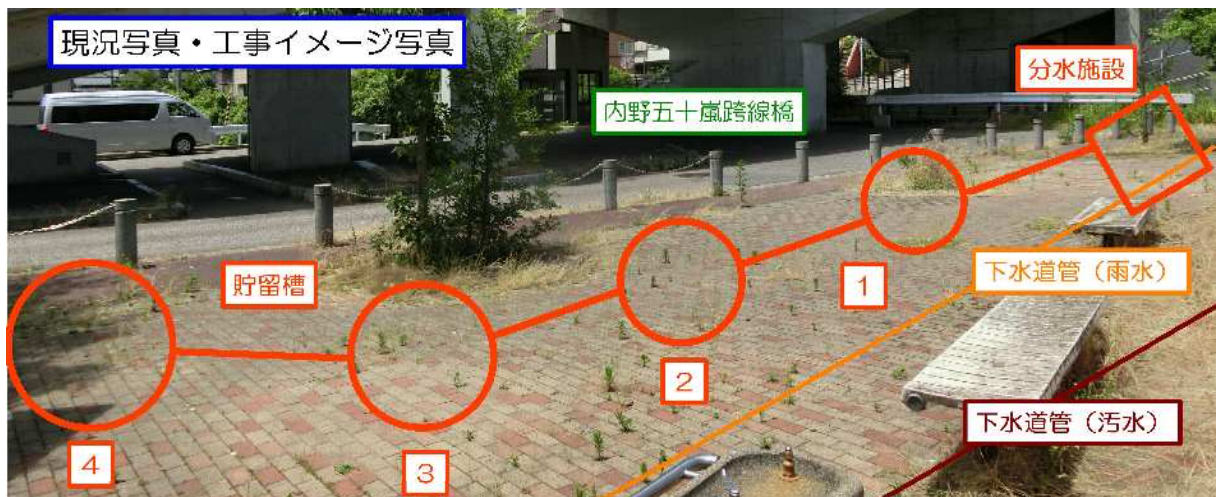 現況写真・工事イメージ写真
分水施設
内野五十嵐跨線橋
下水道管（雨水）
貯留槽
1
2
3
4
下水道管（汚水）